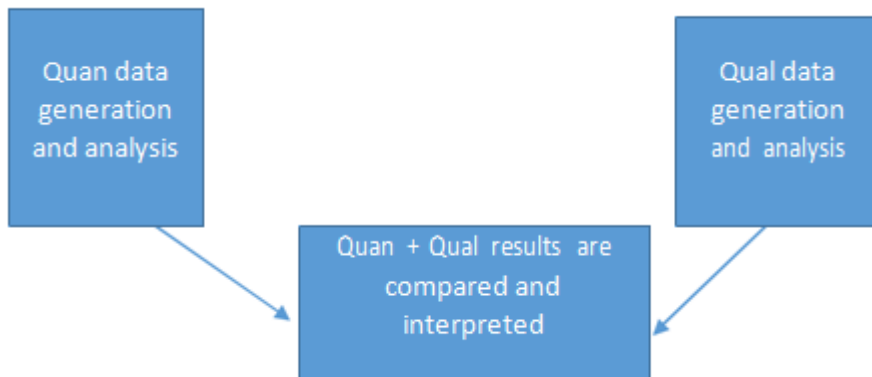 Quan data
generation
and analysis
Qual data
generation
and analysis
Quan + Qual results are
compared and
interpreted